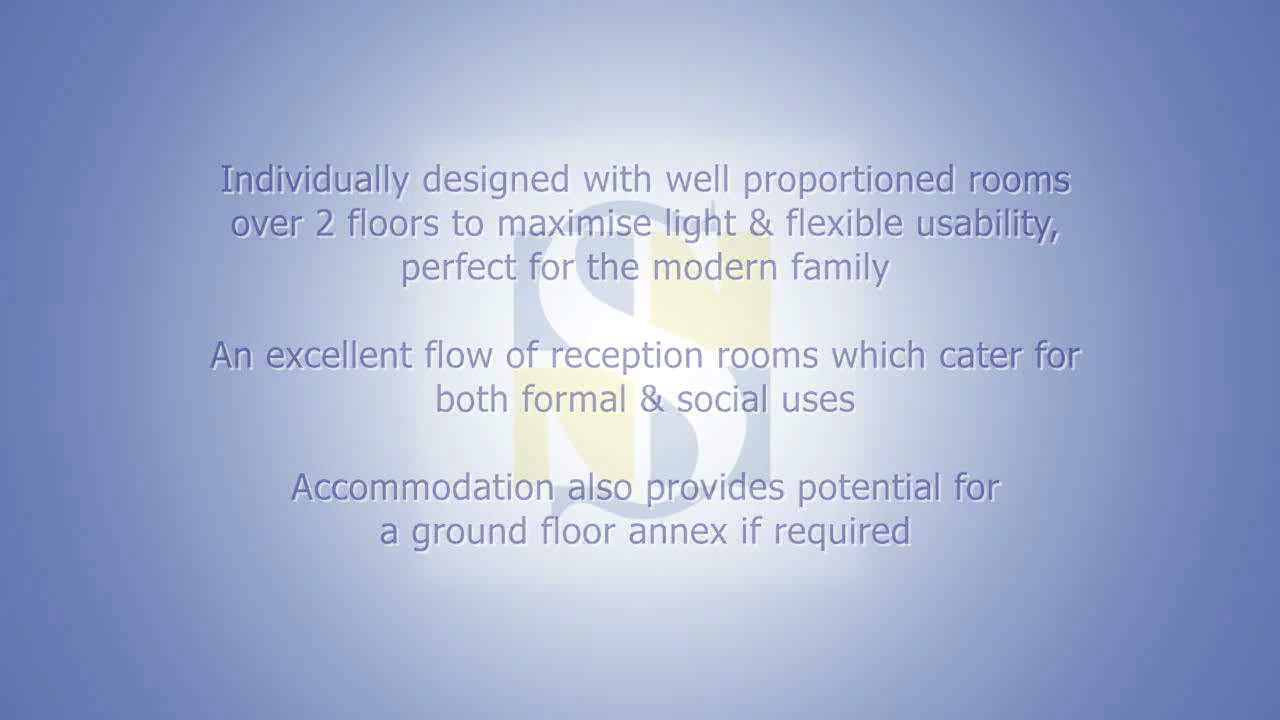 Individually designed with well proportioned rooms
over 2 floors to maximise light & flexible usability,
perfect for the modern family
An excellent flow of reception rooms which cater for
both formal & social uses
Accommodation also provides potential for
a ground floor annex if required
S